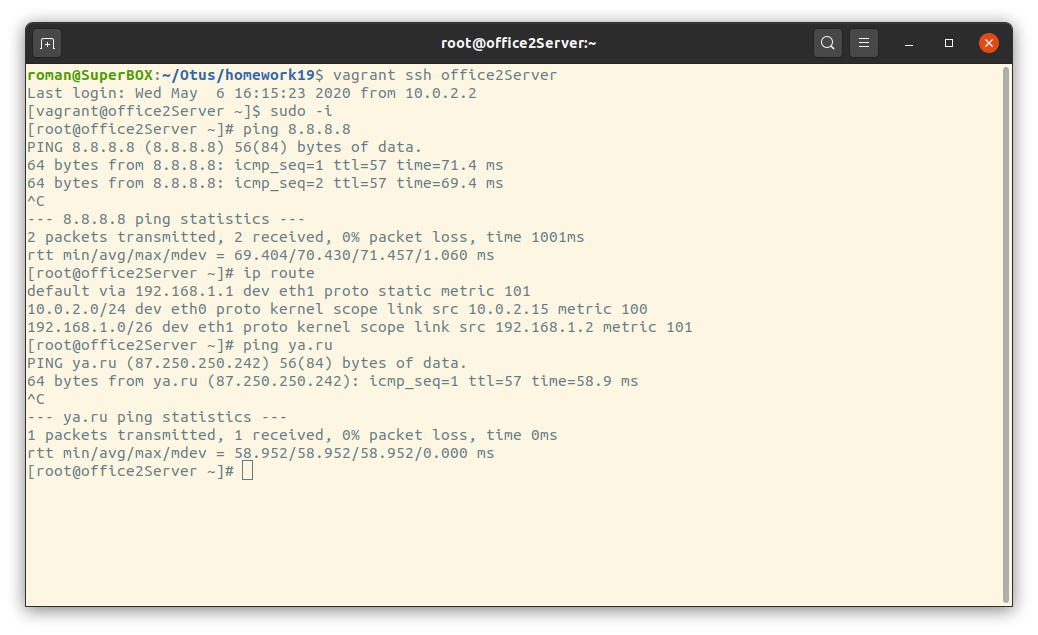 root@office2Server:~
roman@SuperBOX:~/Otus/homework19$ vagrant ssh office2Server
Last login: Wed May  6 16:15:23 2020 from 10.0.2.2
[vagrant@office2Server ~]$ sudo -i
[root@office2Server ~]# ping 8.8.8.8
PING 8.8.8.8 (8.8.8.8) 56(84) bytes of data.
64 bytes from 8.8.8.8: icmp_seq=1 ttl=57 time=71.4 ms
64 bytes from 8.8.8.8: icmp_seq=2 ttl=57 time=69.4 ms
^C
--- 8.8.8.8 ping statistics ---
2 packets transmitted, 2 received, 0% packet loss, time 1001ms
rtt min/avg/max/mdev = 69.404/70.430/71.457/1.060 ms
[root@office2Server ~]# ip route
default via 192.168.1.1 dev eth1 proto static metric 101
10.0.2.0/24 dev eth0 proto kernel scope link src 10.0.2.15 metric 100
192.168.1.0/26 dev eth1 proto kernel scope link src 192.168.1.2 metric 101
[root@office2Server ~]# ping ya.ru
PING ya.ru (87.250.250.242) 56(84) bytes of data.
64 bytes from ya.ru (87.250.250.242): icmp_seq=1 ttl=57 time=58.9 ms
^C
--- ya.ru ping statistics ---
1 packets transmitted, 1 received, 0% packet loss, time 0ms
rtt min/avg/max/mdev = 58.952/58.952/58.952/0.000 ms
[root@office2Server ~]#